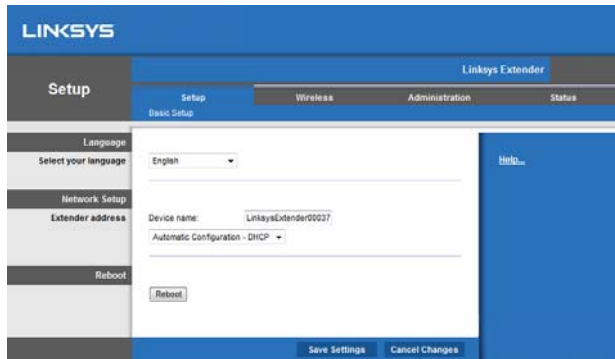 LINKSYS
Linksys Extender
Setup
Setup Wireless Administration Status
Basic Setup
Language
Select your language English
Help...
Network Setup
Extender address Device name: LinksysExtender00037
Automatic Configuration - DHCP
Reboot
Reboot
Save Settings Cancel Changes